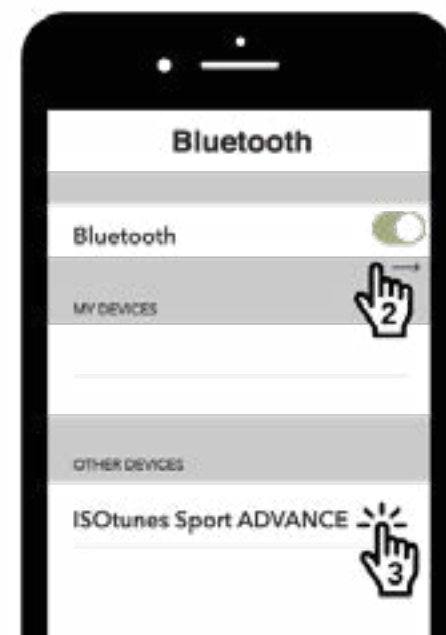 Bluetooth
Bluetooth
2
MY DEVICES
OTHER DEVICES
ISOtunes Sport ADVANCE
3